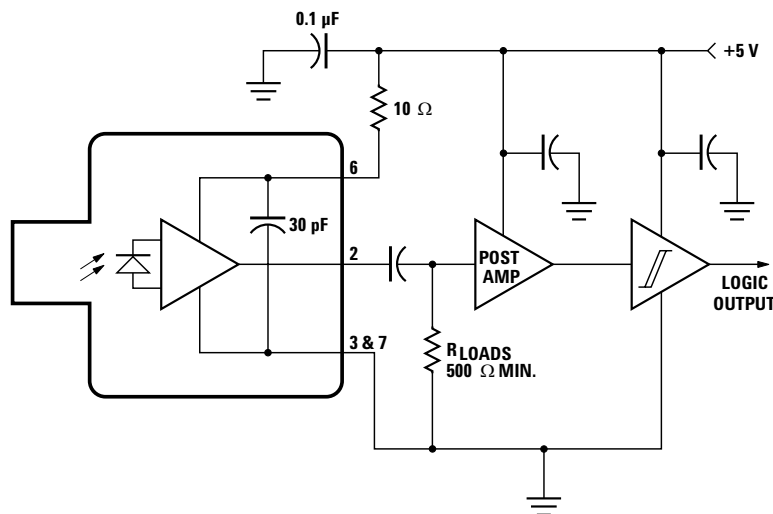 0.1 µF
+5 V
10 Ω
6
30 pF
2
POST
AMP
LOGIC
OUTPUT
3 & 7
RLOADS
500 Ω MIN.